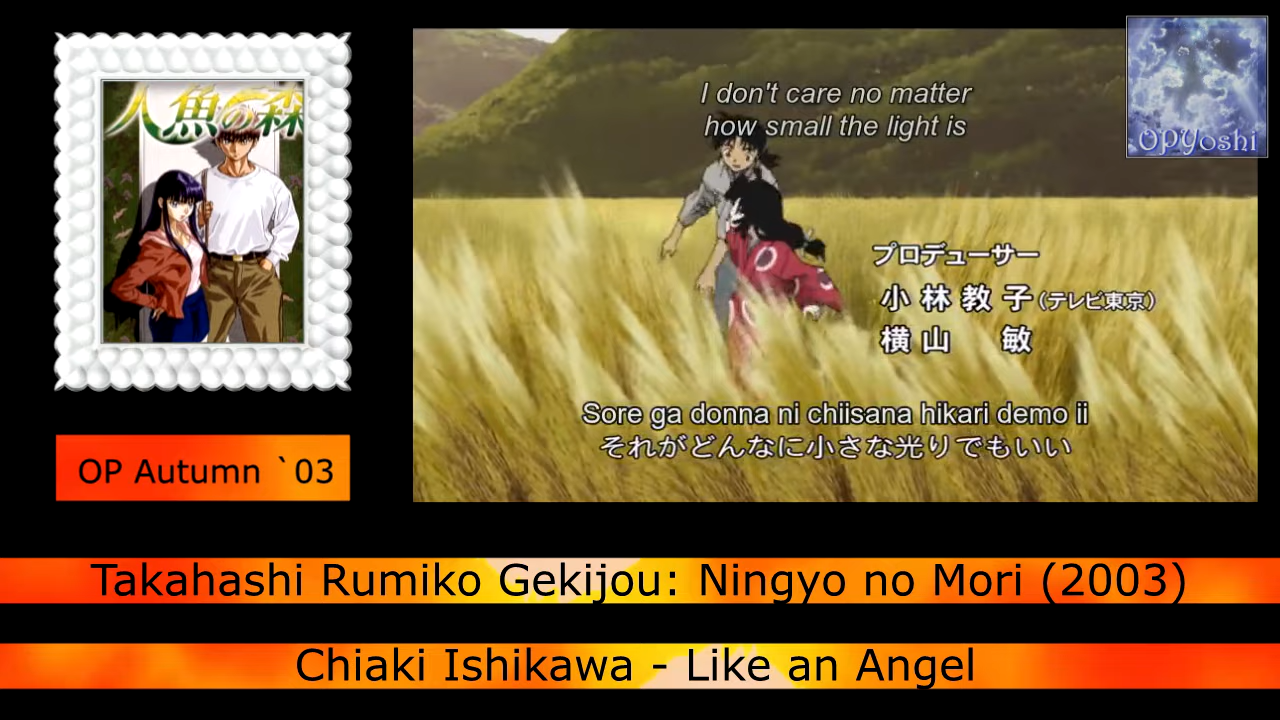 人魚の森
I don't care no matter
how small the light is
OPYoshi
プロデューサー
小林教子(テレビ東京)
横山 敏
Sore ga donna ni chiisana hikari demo ii
それがどんなに小さな光りでもいい
OP Autumn `03
Takahashi Rumiko Gekijou: Ningyo no Mori (2003)
Chiaki Ishikawa - Like an Angel